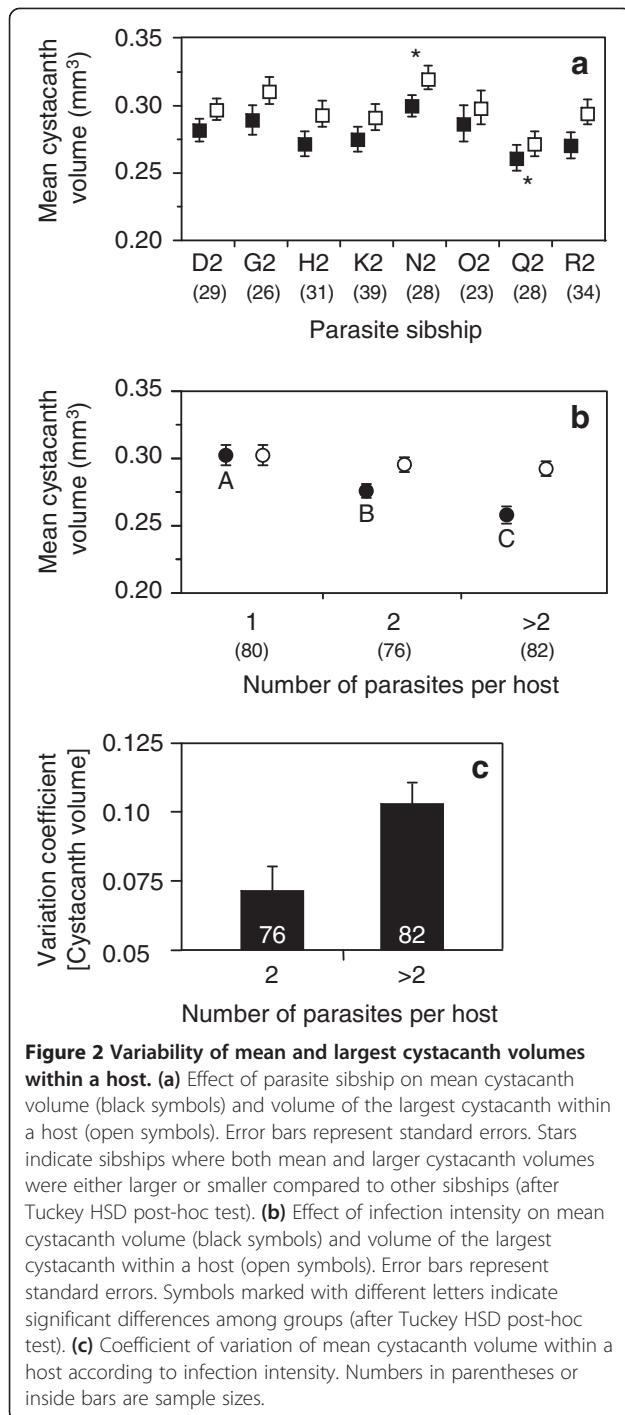 0.35
a
*
0.30
0.25
*
0.20
Mean cystacanth
volume (mm³)
D2 G2 H2 K2 N2 O2 Q2 R2
(29) (26) (31) (39) (28) (23) (28) (34)
Parasite sibship
0.35
b
0.30
A
B
0.25
C
0.20
Mean cystacanth
volume (mm³)
1 2 >2
(80) (76) (82)
Number of parasites per host
0.125
c
0.10
0.075
0.05
Variation coefficient
[Cystacanth volume]
76 82
2 >2
Number of parasites per host
Figure 2 Variability of mean and largest cystacanth volumes
within a host. (a) Effect of parasite sibship on mean cystacanth
volume (black symbols) and volume of the largest cystacanth within
a host (open symbols). Error bars represent standard errors. Stars
indicate sibships where both mean and larger cystacanth volumes
were either larger or smaller compared to other sibships (after
Tuckey HSD post-hoc test). (b) Effect of infection intensity on mean
cystacanth volume (black symbols) and volume of the largest
cystacanth within a host (open symbols). Error bars represent
standard errors. Symbols marked with different letters indicate
significant differences among groups (after Tuckey HSD post-hoc
test). (c) Coefficient of variation of mean cystacanth volume within a
host according to infection intensity. Numbers in parentheses or
inside bars are sample sizes.